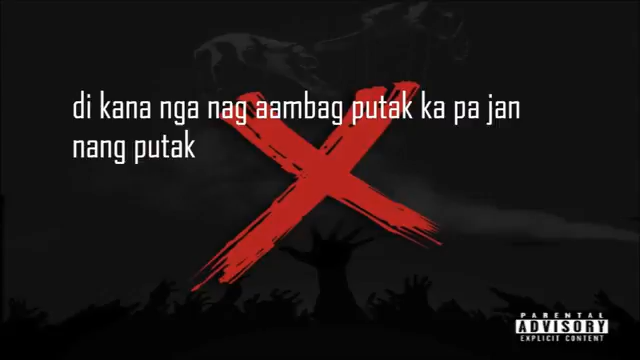 di kana nga nag aambag putak ka pa jan
nang putak
PARENTAL
ADVISORY
EXPLICIT CONTENT